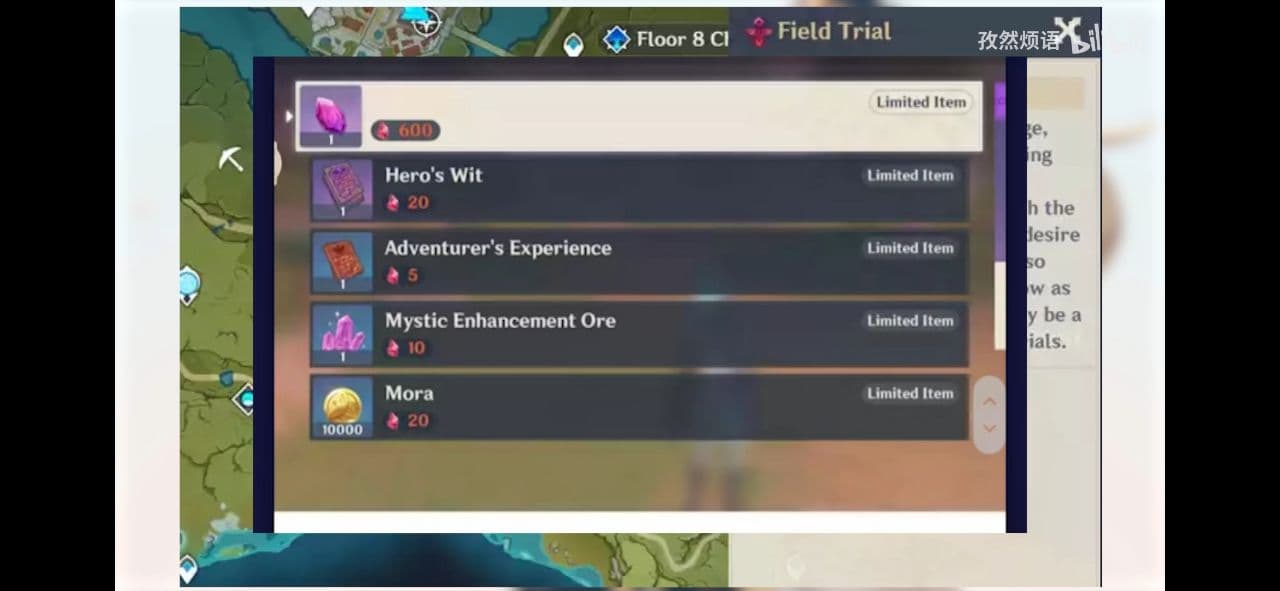 Floor 8
Field Trial
孜然烦语
bili
Limited Item
1
600
Hero's Wit
Limited Item
1
20
Adventurer's Experience
Limited Item
1
5
Mystic Enhancement Ore
Limited Item
1
10
Mora
Limited Item
10000
20
ge,
ing
h the
desire
so
w as
y be a
ials.